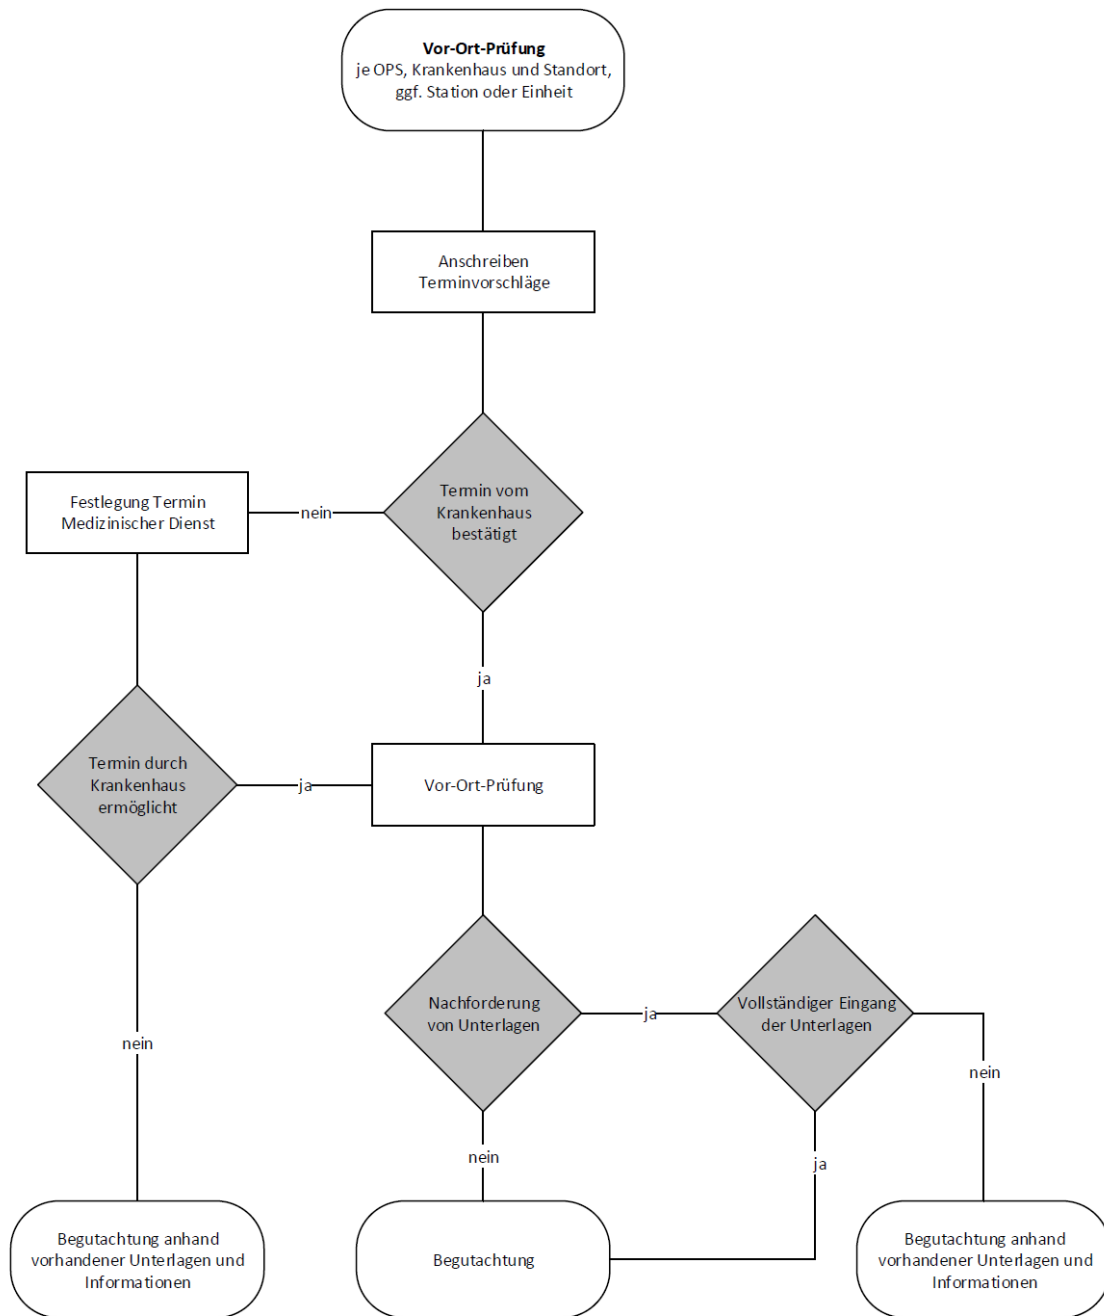 Vor-Ort-Prüfung
je OPS, Krankenhaus und Standort,
ggf. Station oder Einheit
Anschreiben
Terminvorschläge
Termin vom
Krankenhaus
bestätigt
nein
Festlegung Termin
Medizinischer Dienst
ja
Termin durch
Krankenhaus
ermöglicht
ja
Vor-Ort-Prüfung
nein
Nachforderung
von Unterlagen
ja
Vollständiger Eingang
der Unterlagen
nein
nein
ja
Begutachtung anhand
vorhandener Unterlagen und
Informationen
Begutachtung
Begutachtung anhand
vorhandener Unterlagen und
Informationen